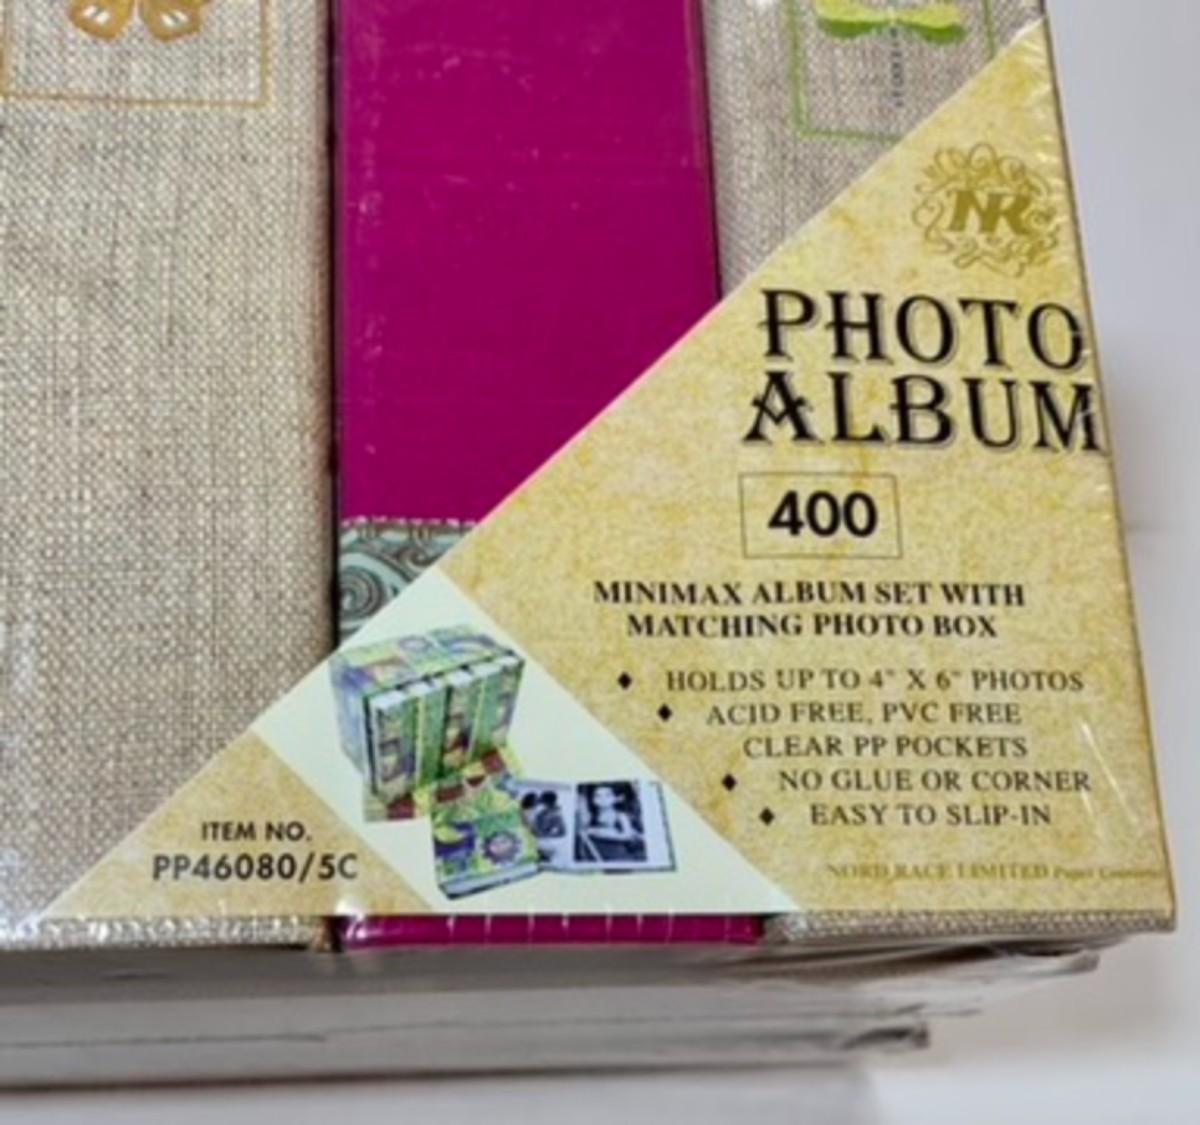 NR
PHOTO
ALBUM
400
MINIMAX ALBUM SET WITH
MATCHING PHOTO BOX
♦ HOLDS UP TO 4" X 6" PHOTOS
♦ ACID FREE, PVC FREE
CLEAR PP POCKETS
♦ NO GLUE OR CORNER
♦ EASY TO SLIP-IN
ITEM NO.
PP46080/5C
NORD RACE LIMITED